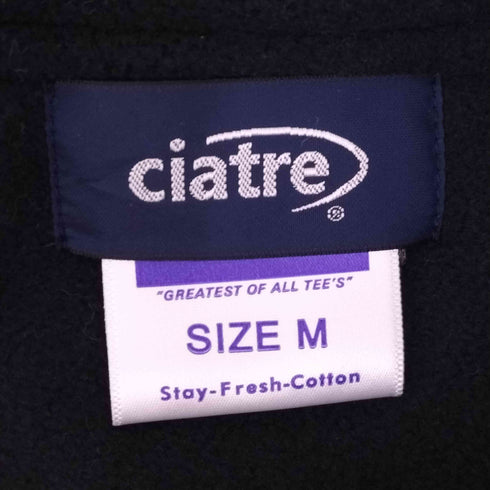 ciatre®
"GREATEST OF ALL TEE'S"
SIZE M
Stay-Fresh-Cotton